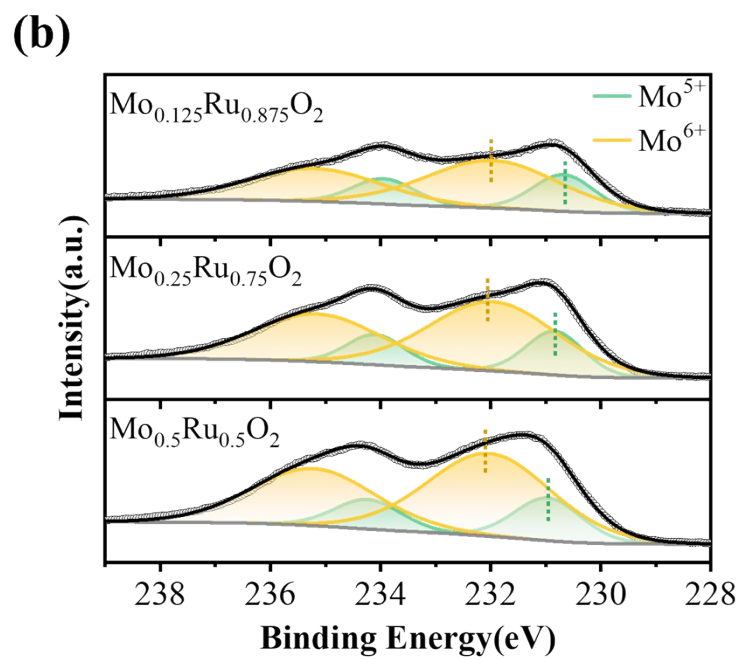 (b)
Mo0.125Ru0.875O2
Mo5+
Mo6+
Mo0.25Ru0.75O2
Mo0.5Ru0.5O2
Intensity(a.u.)
238 236 234 232 230 228
Binding Energy(eV)